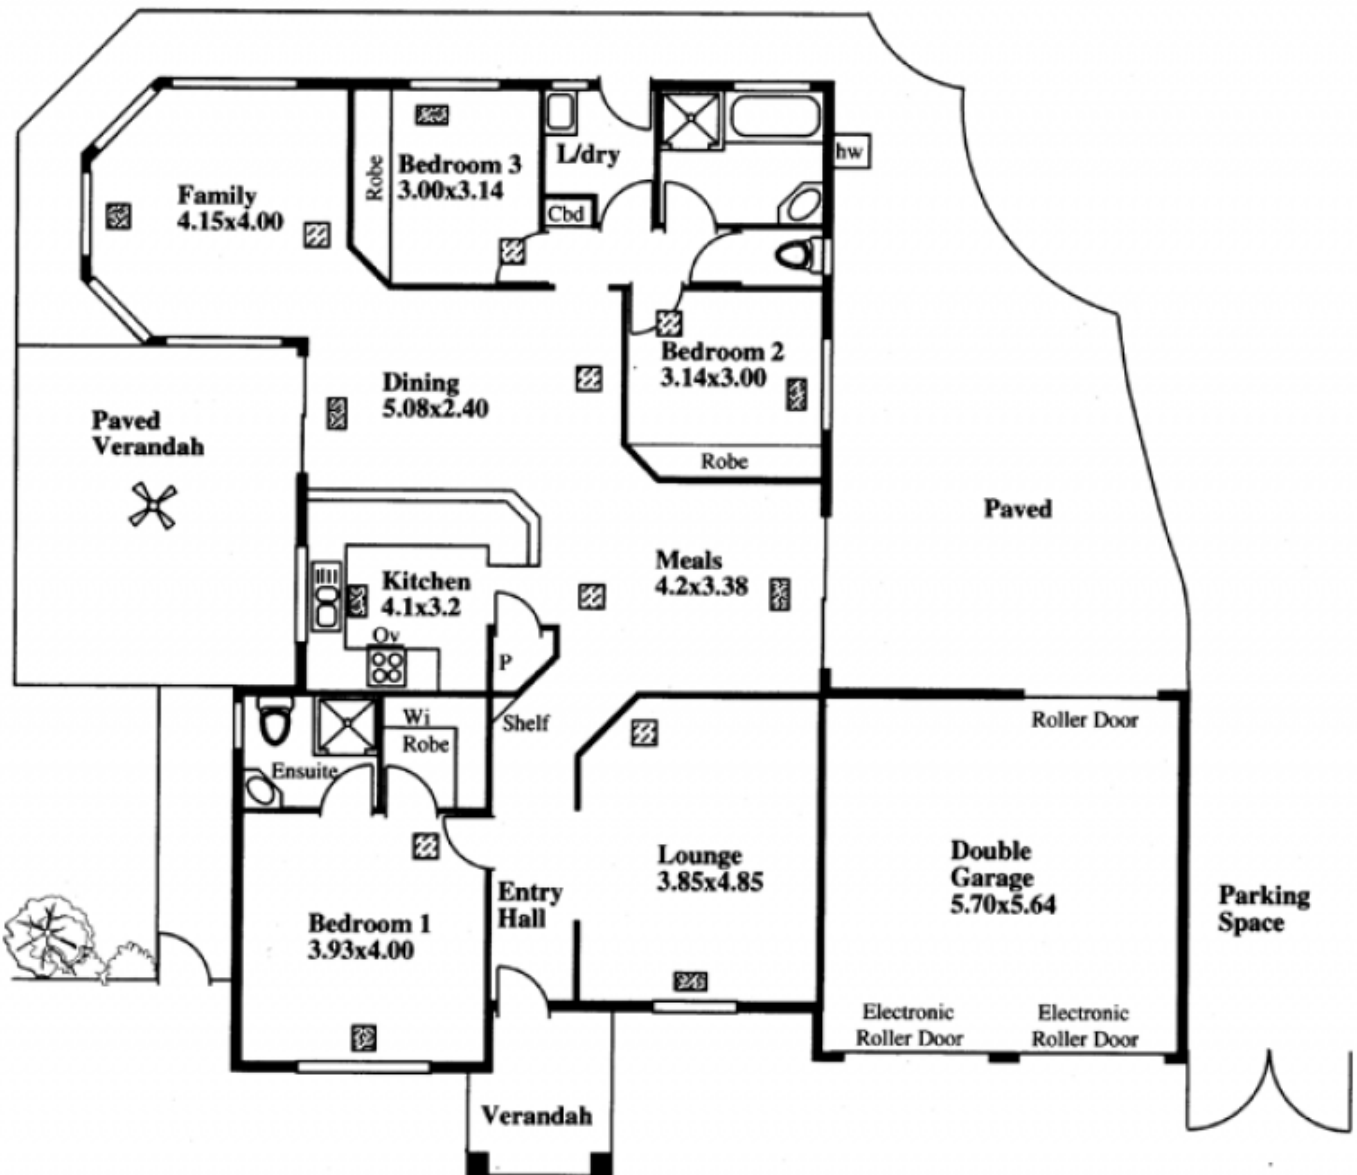 L/dry
Bedroom 3
3.00x3.14
Robe
hw
Family
4.15x4.00
Cbd
Bedroom 2
3.14x3.00
Dining
5.08x2.40
Paved
Verandah
Robe
Paved
Meals
4.2x3.38
Kitchen
4.1x3.2
Ov
P
Wi
Robe
Shelf
Roller Door
Ensuite
Lounge
3.85x4.85
Double
Garage
5.70x5.64
Entry
Hall
Parking
Space
Bedroom 1
3.93x4.00
Electronic
Roller Door
Electronic
Roller Door
Verandah